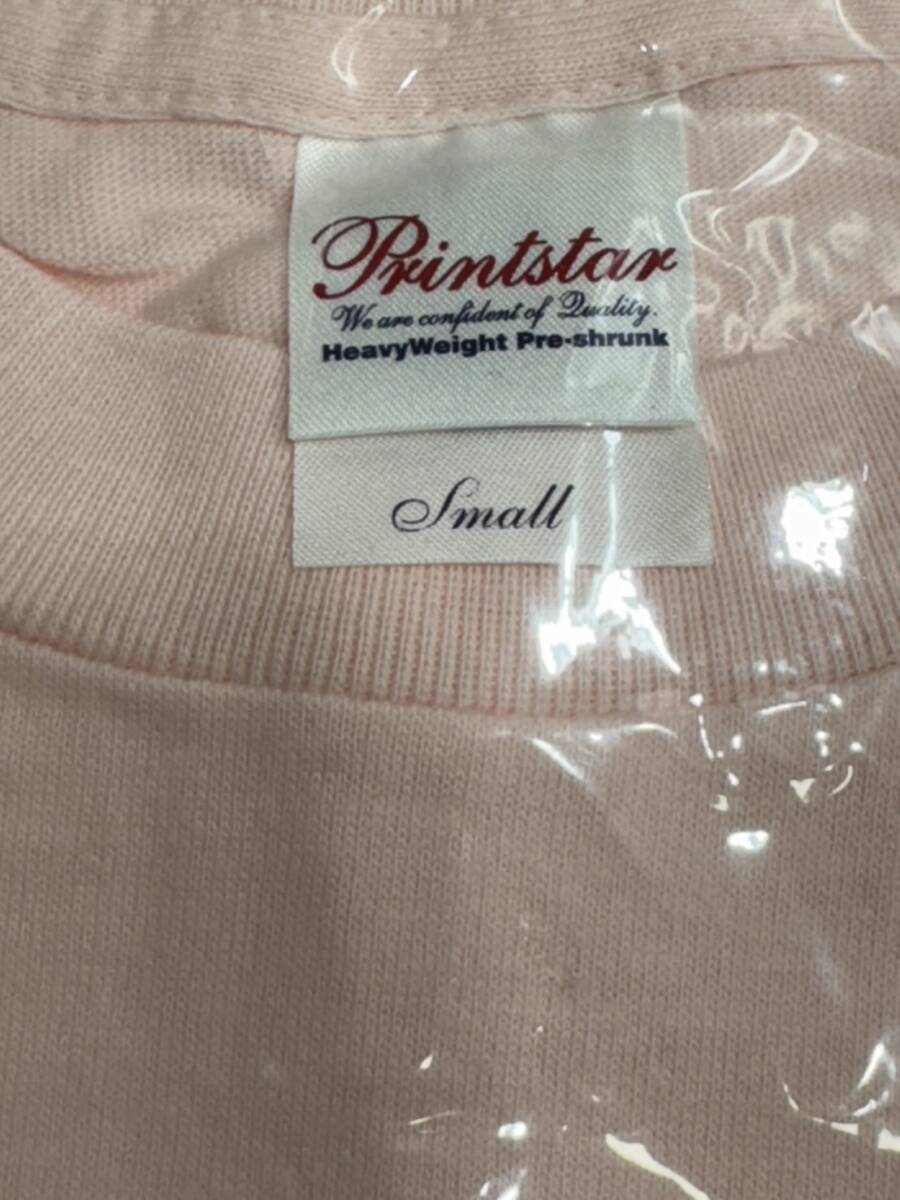 Printstar
We are confident of Quality.
HeavyWeight Pre-shrunk
Small